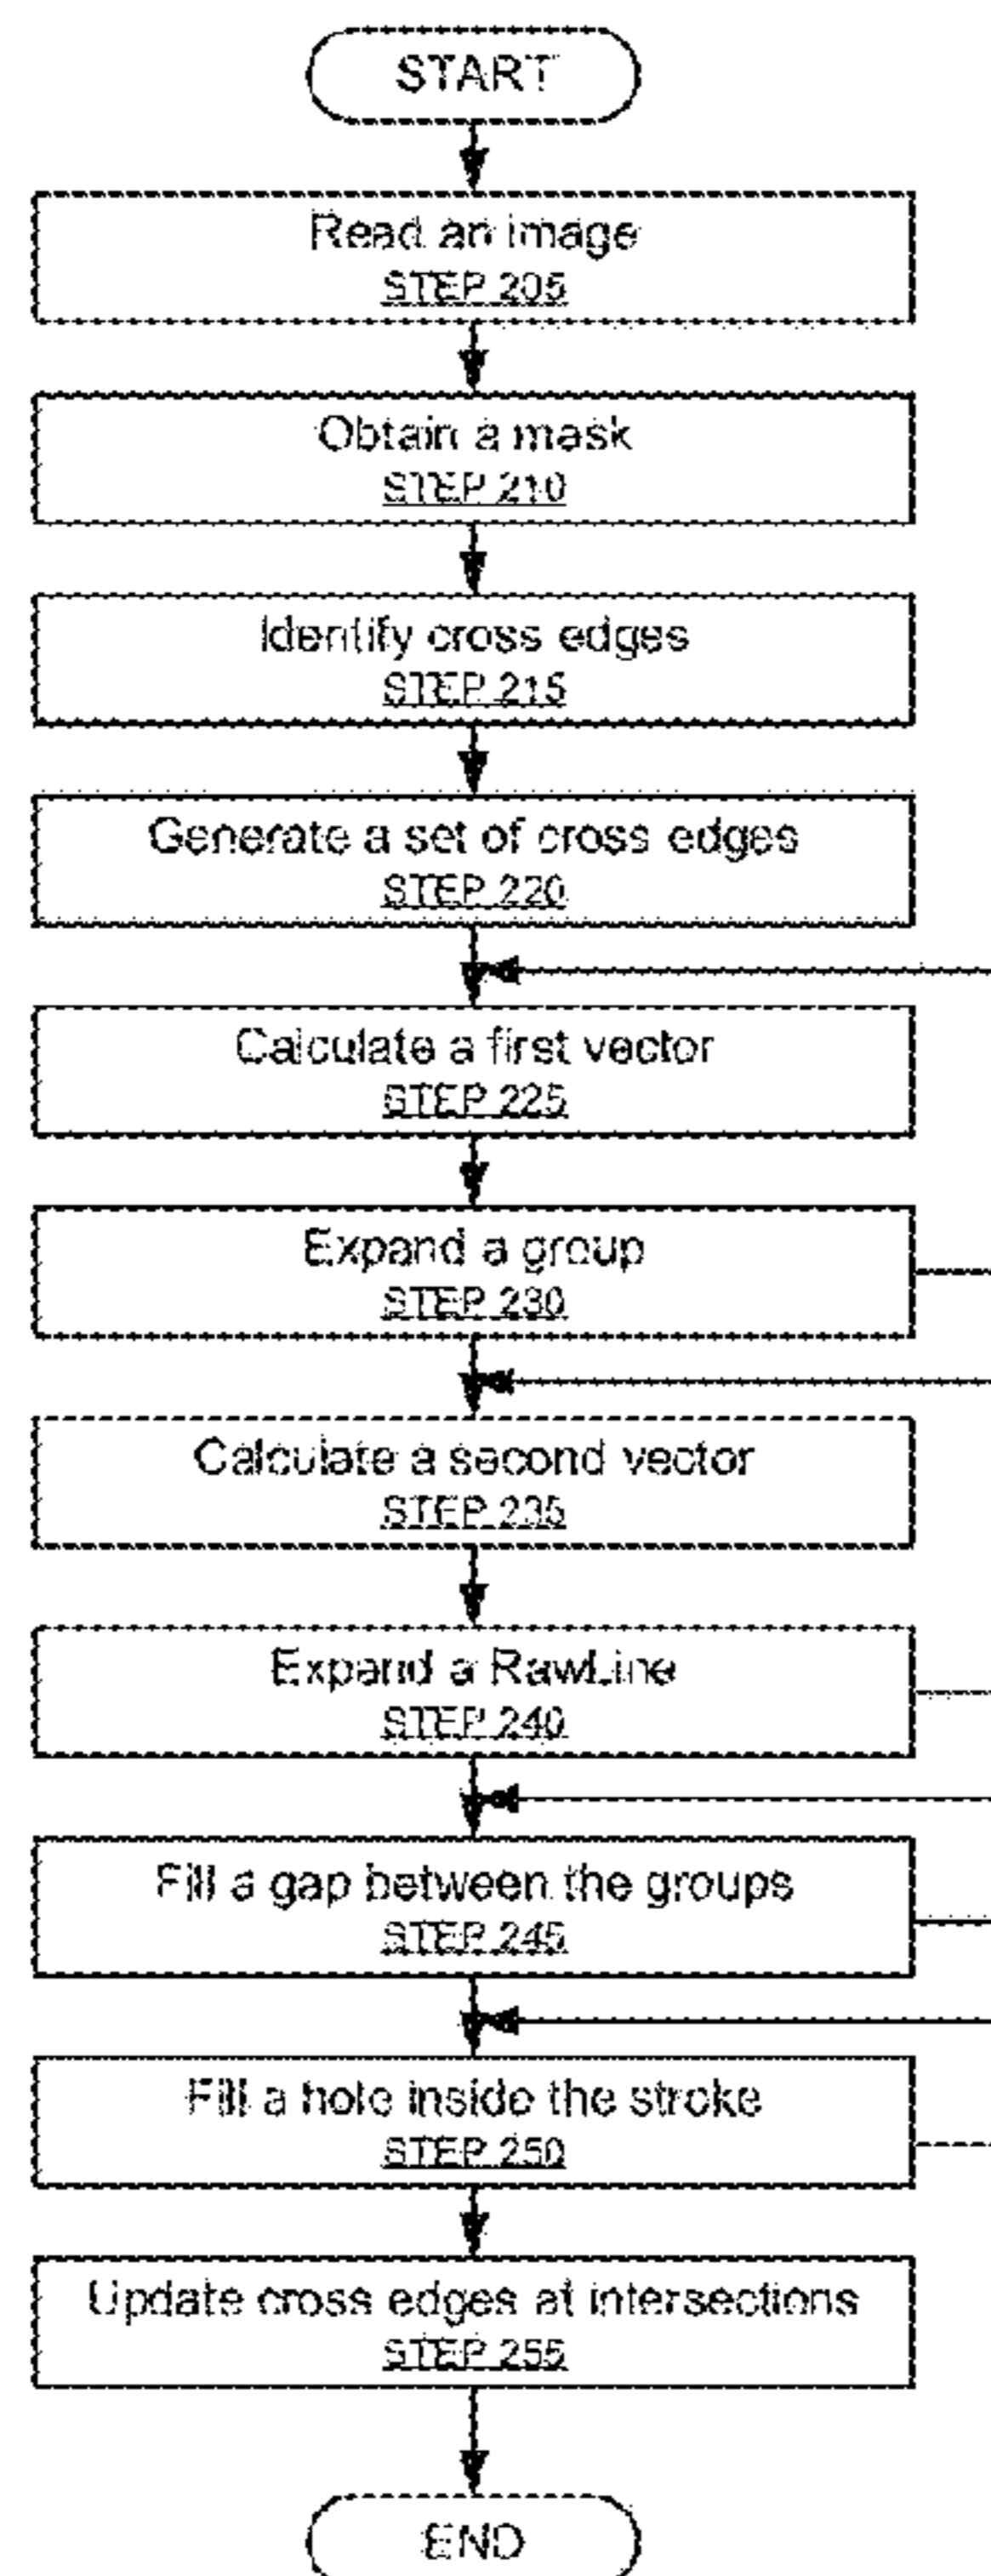 START
Read an image
STEP 205
Obtain a mask
STEP 210
Identify cross edges
STEP 215
Generate a set of cross edges
STEP 220
Calculate a first vector
STEP 225
Expand a group
STEP 230
Calculate a second vector
STEP 235
Expand a RawLine
STEP 240
Fill a gap between the groups
STEP 245
Fill a hole inside the stroke
STEP 250
Update cross edges at intersections
STEP 255
END